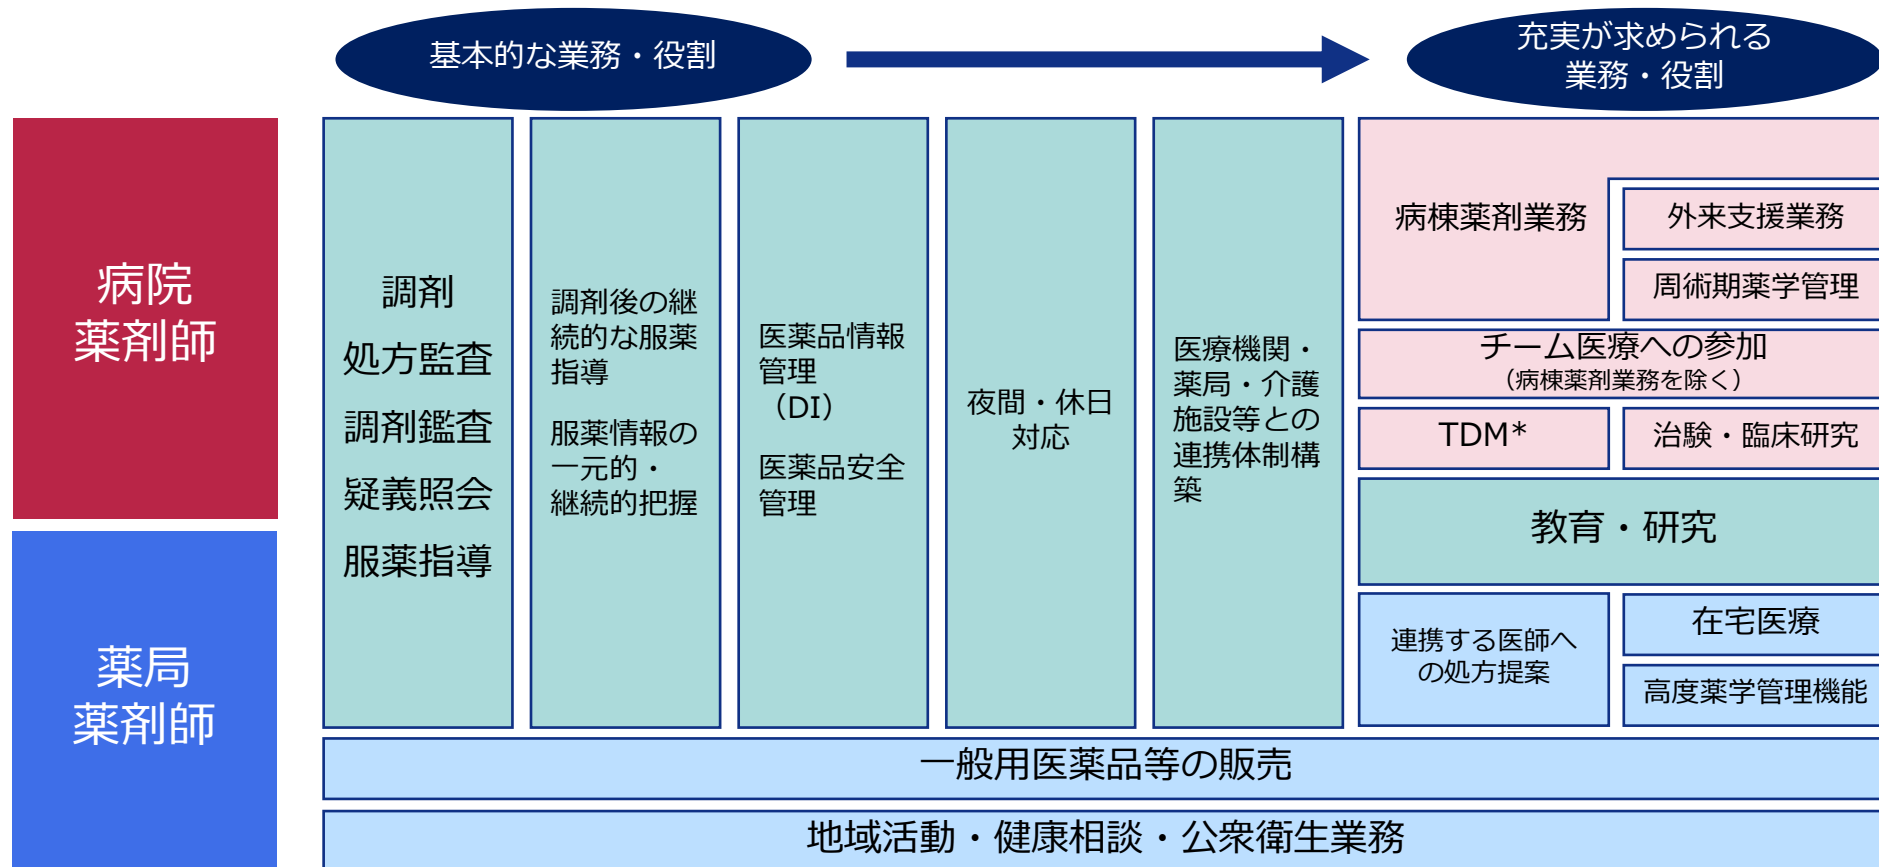 基本的な業務・役割
充実が求められる
業務・役割
病院
薬剤師
薬局
薬剤師
調剤
処方監査
調剤鑑査
疑義照会
服薬指導
調剤後の継
続的な服薬
指導
服薬情報の
一元的・
継続的把握
医薬品情報
管理
（DI）
医薬品安全
管理
夜間・休日
対応
医療機関・
薬局・介護
施設等との
連携体制構
築
病棟薬剤業務
外来支援業務
周術期薬学管理
チーム医療への参加
（病棟薬剤業務を除く）
TDM*
治験・臨床研究
教育・研究
連携する医師へ
の処方提案
在宅医療
高度薬学管理機能
一般用医薬品等の販売
地域活動・健康相談・公衆衛生業務